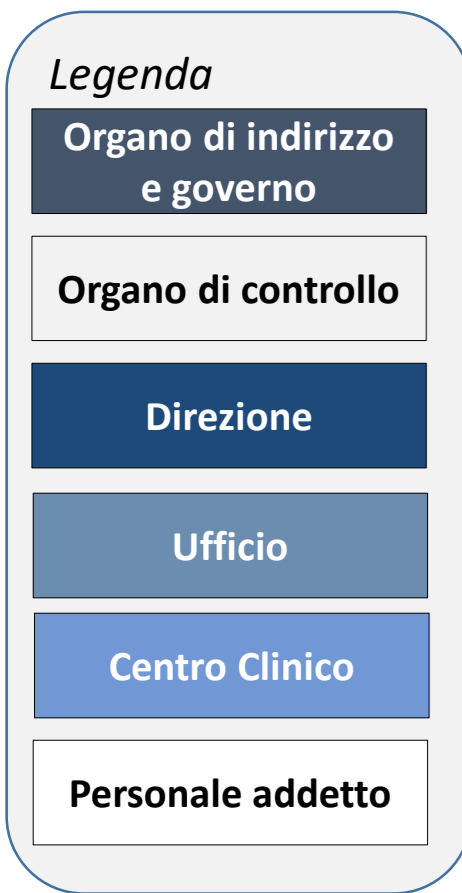 Legenda
Organo di indirizzo
e governo
Organo di controllo
Direzione
Ufficio
Centro Clinico
Personale addetto